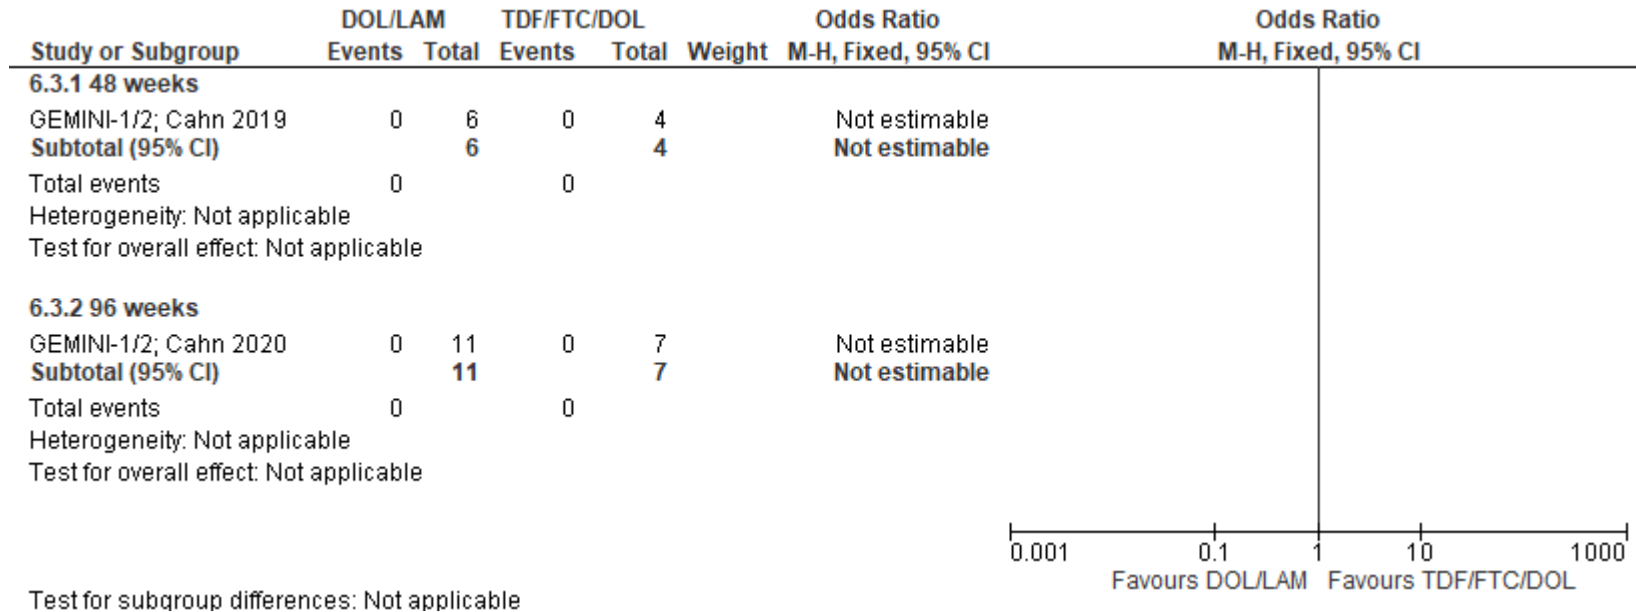 DOL/LAM TDF/FTC/DOL Odds Ratio Odds Ratio
Study or Subgroup Events Total Events Total Weight M-H, Fixed, 95% CI M-H, Fixed, 95% CI
6.3.1 48 weeks
GEMINI-1/2; Cahn 2019 0 6 0 4 Not estimable
Subtotal (95% CI) 6 4 Not estimable
Total events 0 0
Heterogeneity: Not applicable
Test for overall effect: Not applicable
6.3.2 96 weeks
GEMINI-1/2; Cahn 2020 0 11 0 7 Not estimable
Subtotal (95% CI) 11 7 Not estimable
Total events 0 0
Heterogeneity: Not applicable
Test for overall effect: Not applicable
0.001 0.1 1 10 1000
Favours DOL/LAM Favours TDF/FTC/DOL
Test for subgroup differences: Not applicable